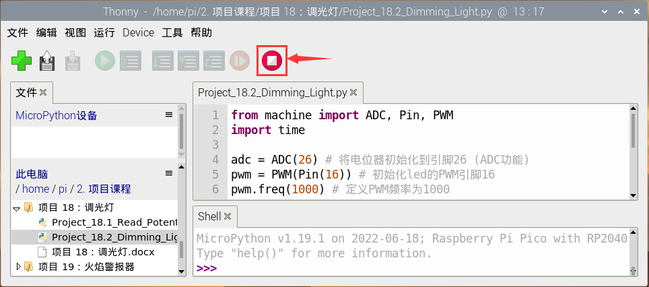 Thonny - /home/pi/2. 项目课程/项目 18：调光灯/Project_18.2_Dimming_Light.py @ 13 : 17
文件 编辑 视图 运行 Device 工具 帮助
文件
MicroPython设备
此电脑
/ home / pi / 2. 项目课程
项目 18：调光灯
Project_18.1_Read_Potent
Project_18.2_Dimming_Lig
项目 18：调光灯.docx
项目 19：火焰警报器
Project_18.2_Dimming_Light.py
1 from machine import ADC, Pin, PWM
2 import time
3
4 adc = ADC(26) # 将电位器初始化到引脚26 (ADC功能)
5 pwm = PWM(Pin(16)) # 初始化led的PWM引脚16
6 pwm.freq(1000) # 定义PWM频率为1000
Shell
MicroPython v1.19.1 on 2022-06-18; Raspberry Pi Pico with RP2040
Type "help()" for more information.
>>>